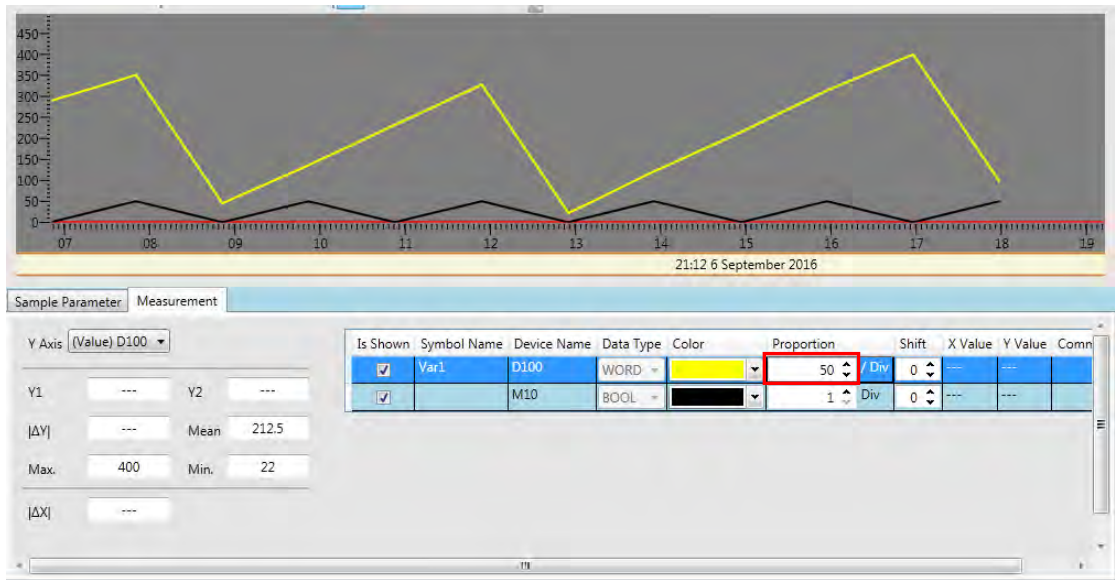 450
400
350
300
250
200
150
100
50
0
07 08 09 10 11 12 13 14 15 16 17 18 19
21:12 6 September 2016
Sample Parameter Measurement
Y Axis (Value) D100
Is Shown Symbol Name Device Name Data Type Color Proportion Shift X Value Y Value Comn
Var1 D100 WORD 50 / Div 0 --- ---
M10 BOOL 1 Div 0 --- ---
Y1 --- Y2 ---
|ΔY| --- Mean 212.5
Max. 400 Min. 22
|ΔX| ---